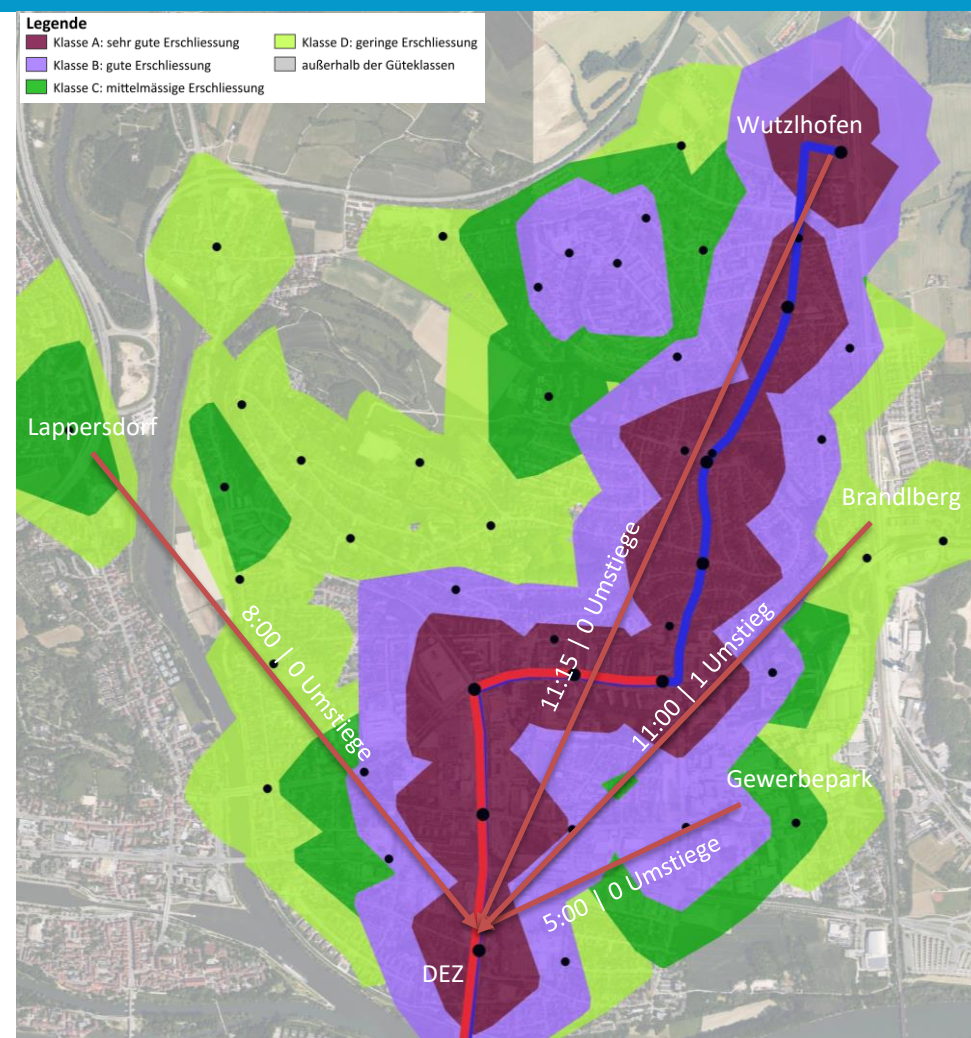 Legende
Klasse A: sehr gute Erschliessung
Klasse B: gute Erschliessung
Klasse C: mittelmässige Erschliessung
Klasse D: geringe Erschliessung
außerhalb der Güteklassen
Wutzlhofen
Lappersdorf
Brandlberg
8:00 | 0 Umstiege
11:15 | 0 Umstiege
11:00 | 1 Umstieg
Gewerbepark
5:00 | 0 Umstiege
DEZ